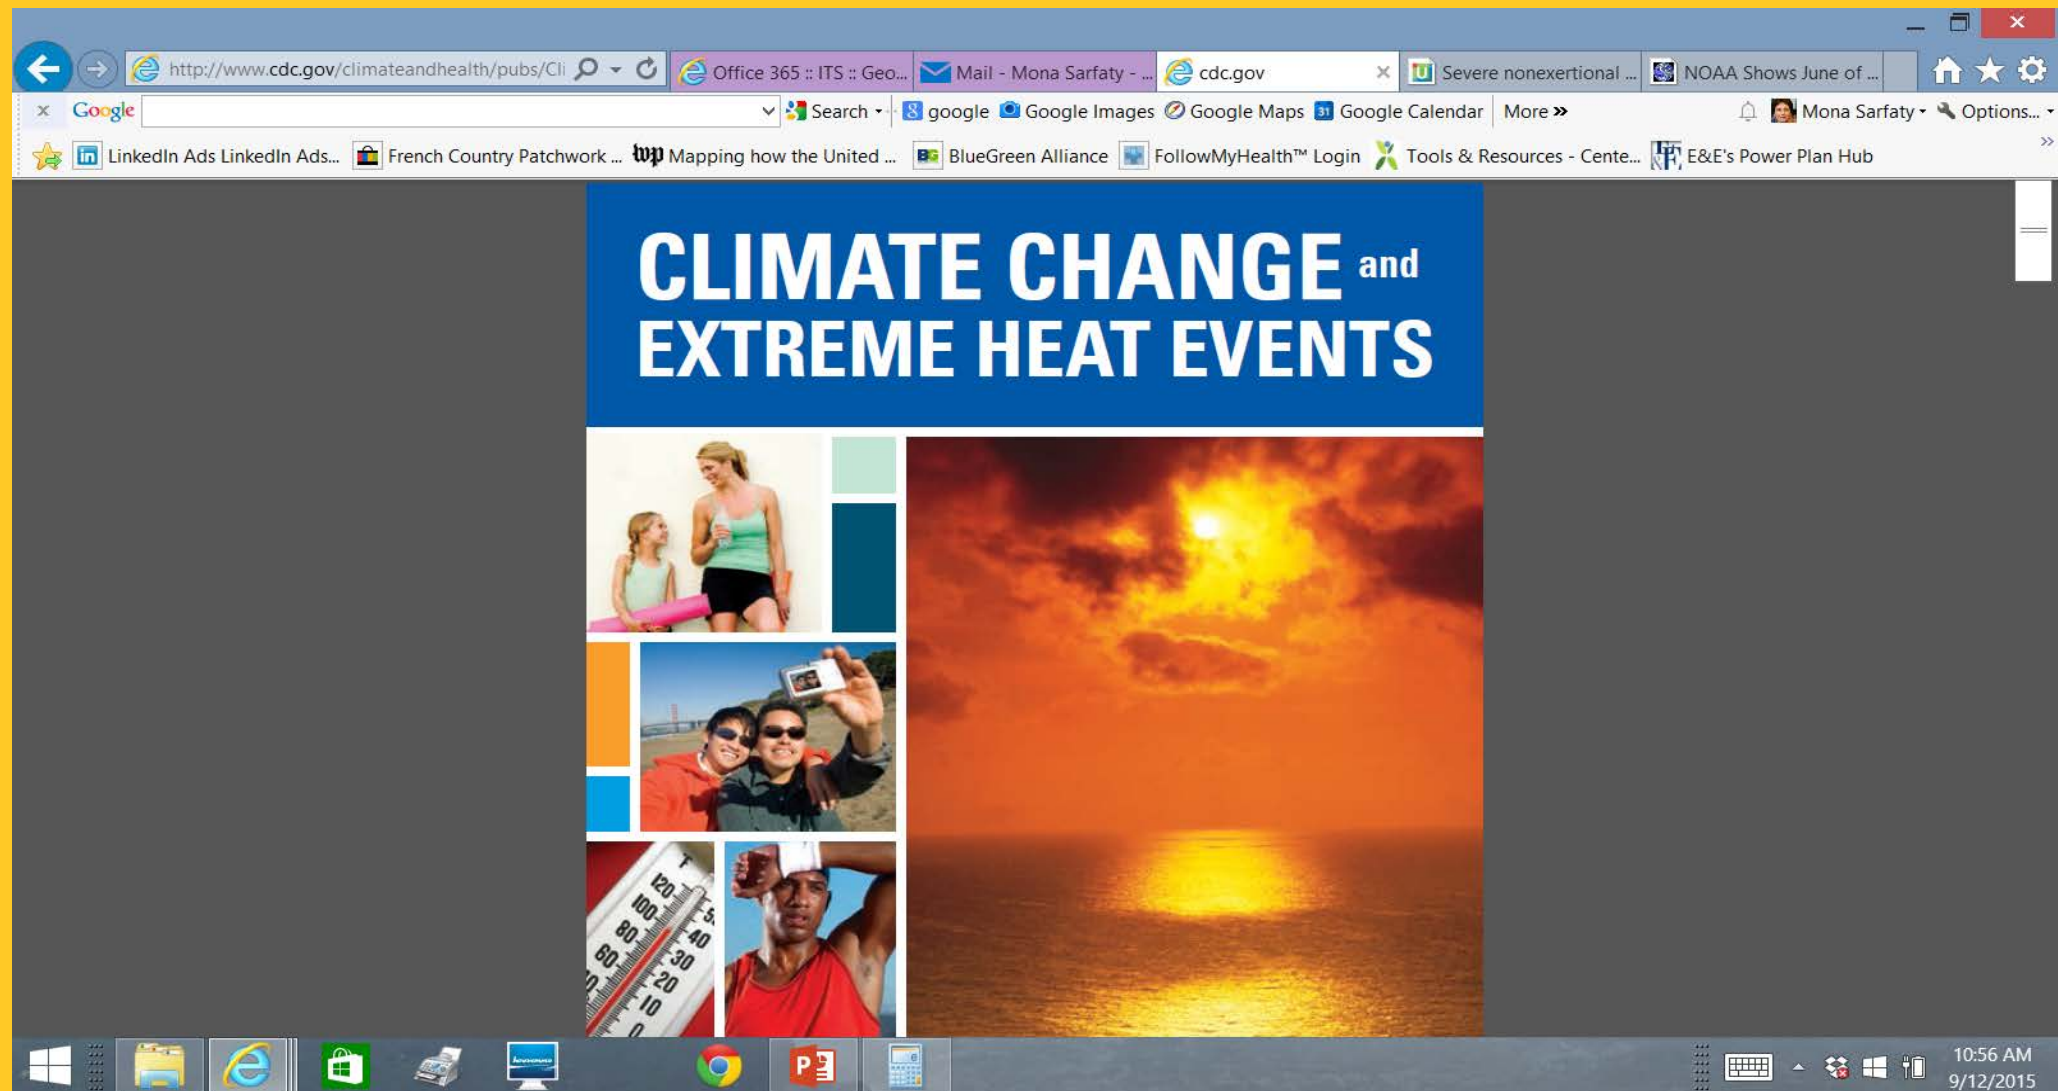 http://www.cdc.gov/climateandhealth/pubs/Cli
Office 365 :: ITS :: Geo...
Mail - Mona Sarfaty - ...
cdc.gov
Severe nonexertional ...
NOAA Shows June of ...
Google
Search
google
Google Images
Google Maps
Google Calendar
More »
Mona Sarfaty
Options...
LinkedIn Ads LinkedIn Ads...
French Country Patchwork ...
Mapping how the United ...
BlueGreen Alliance
FollowMyHealth™ Login
Tools & Resources - Cente...
E&E's Power Plan Hub
CLIMATE CHANGE and
EXTREME HEAT EVENTS
F
120
100
80
60
40
30
20
10
0
10:56 AM
9/12/2015